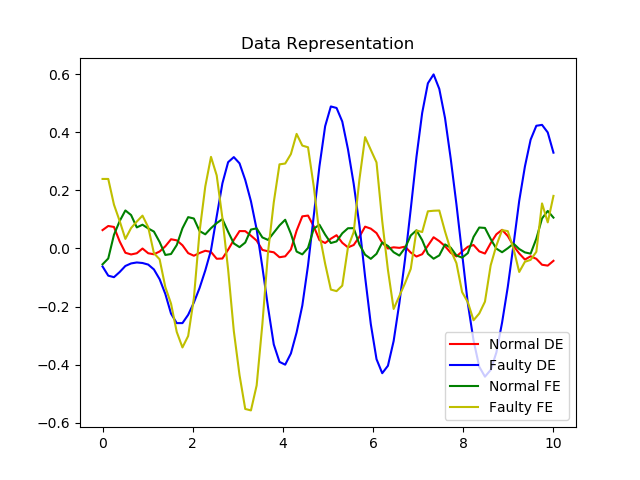 Data Representation
0.6
0.4
0.2
0.0
−0.2
−0.4
−0.6
0 2 4 6 8 10
Normal DE
Faulty DE
Normal FE
Faulty FE